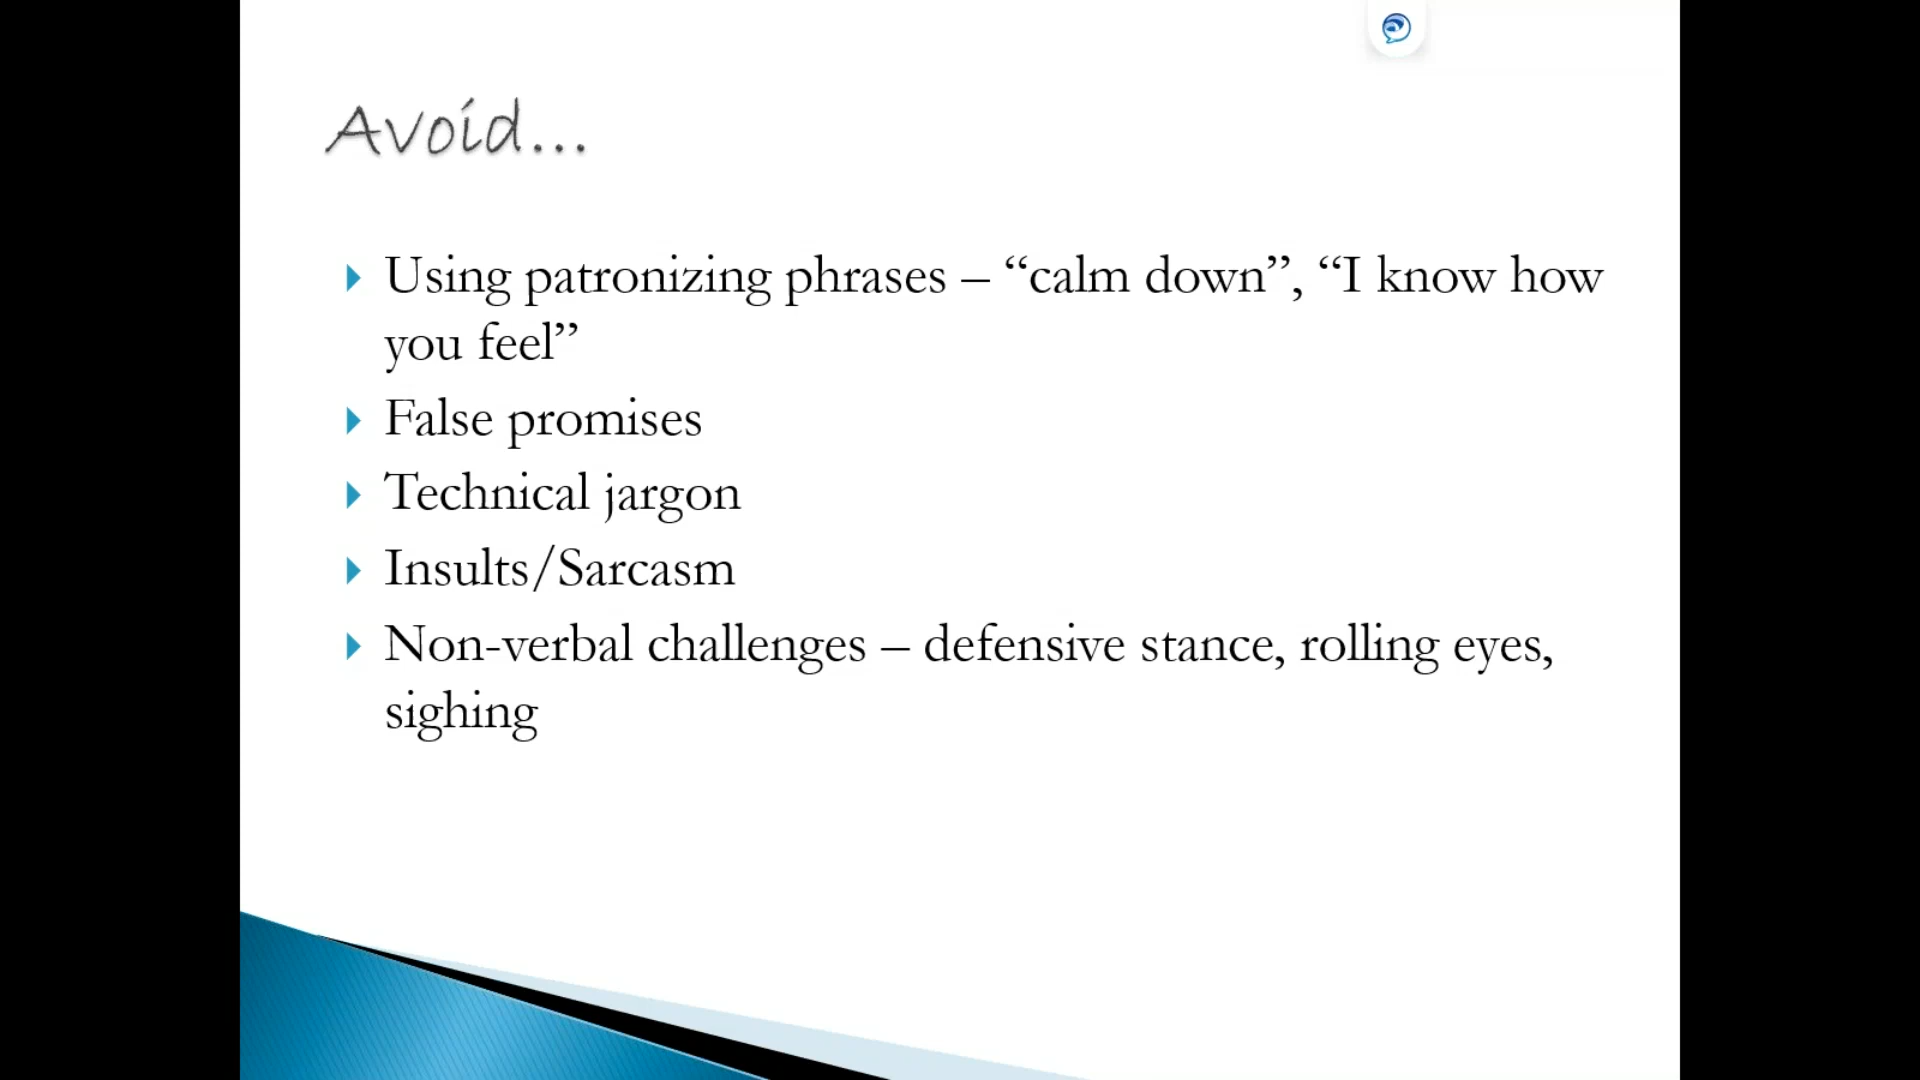 Avoid...
Using patronizing phrases – “calm down”, “I know how
you feel”
False promises
Technical jargon
Insults/Sarcasm
Non-verbal challenges – defensive stance, rolling eyes,
sighing